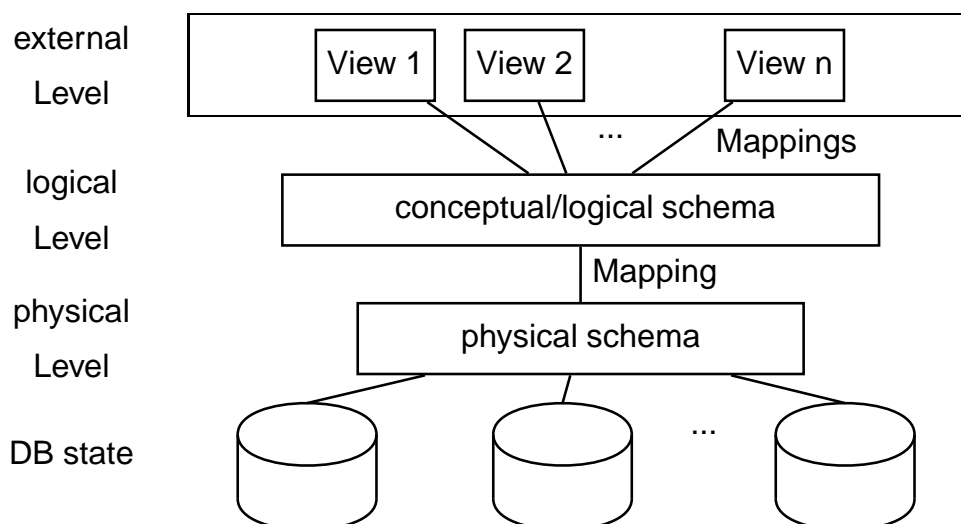 external
Level
View 1
View 2
View n
...
Mappings
logical
Level
conceptual/logical schema
Mapping
physical
Level
physical schema
DB state
...